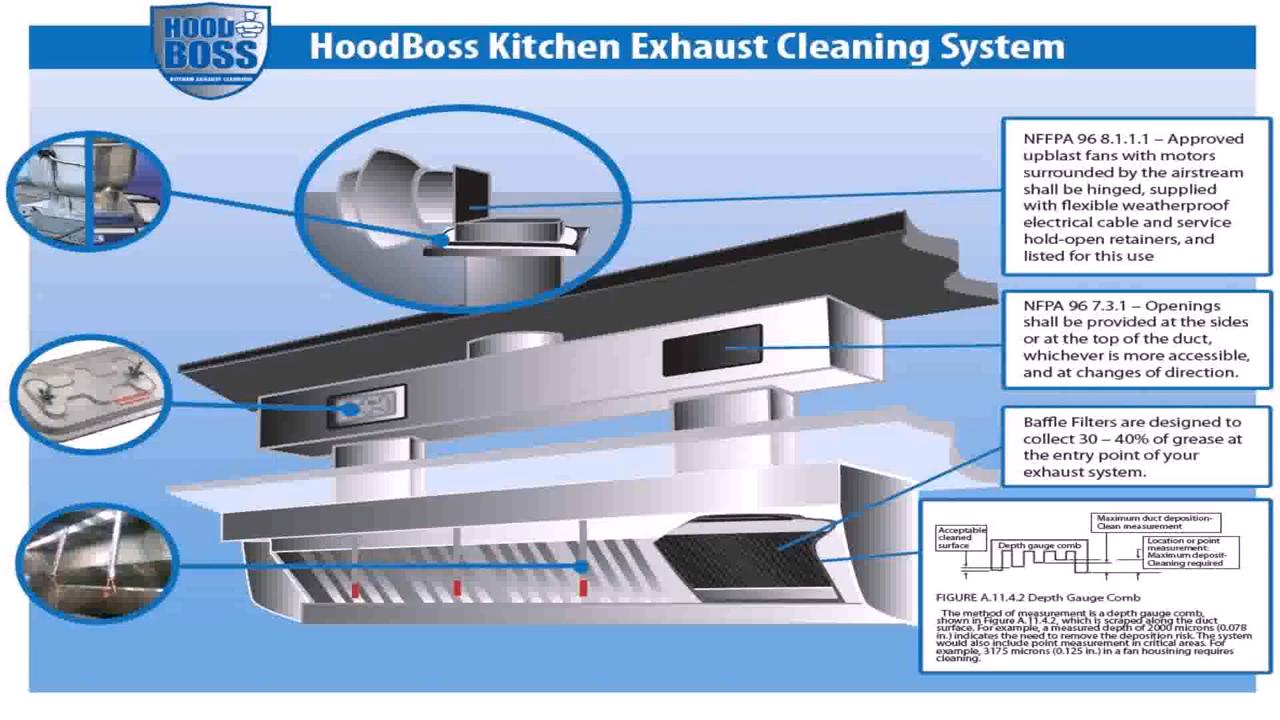 HOOD
BOSS
KITCHEN EXHAUST CLEANING
HoodBoss Kitchen Exhaust Cleaning System
NFFPA 96 8.1.1.1 – Approved
upblast fans with motors
surrounded by the airstream
shall be hinged, supplied
with flexible weatherproof
electrical cable and service
hold-open retainers, and
listed for this use
NFPA 96 7.3.1 – Openings
shall be provided at the sides
or at the top of the duct,
whichever is more accessible,
and at changes of direction.
Baffle Filters are designed to
collect 30 – 40% of grease at
the entry point of your
exhaust system.
Acceptable
cleaned
surface
Depth gauge comb
Maximum duct deposition-
Clean measurement
Location or point
measurement:
Maximum deposit-
Cleaning required
FIGURE A.11.4.2 Depth Gauge Comb
The method of measurement is a depth gauge comb,
shown in Figure A.11.4.2, which is scraped along the duct
surface. For example, a measured depth of 2000 microns (0.078
in.) indicates the need to remove the deposition risk. The system
would also include point measurement in critical areas. For
example, 3175 microns (0.125 in.) in a fan housining requires
cleaning.